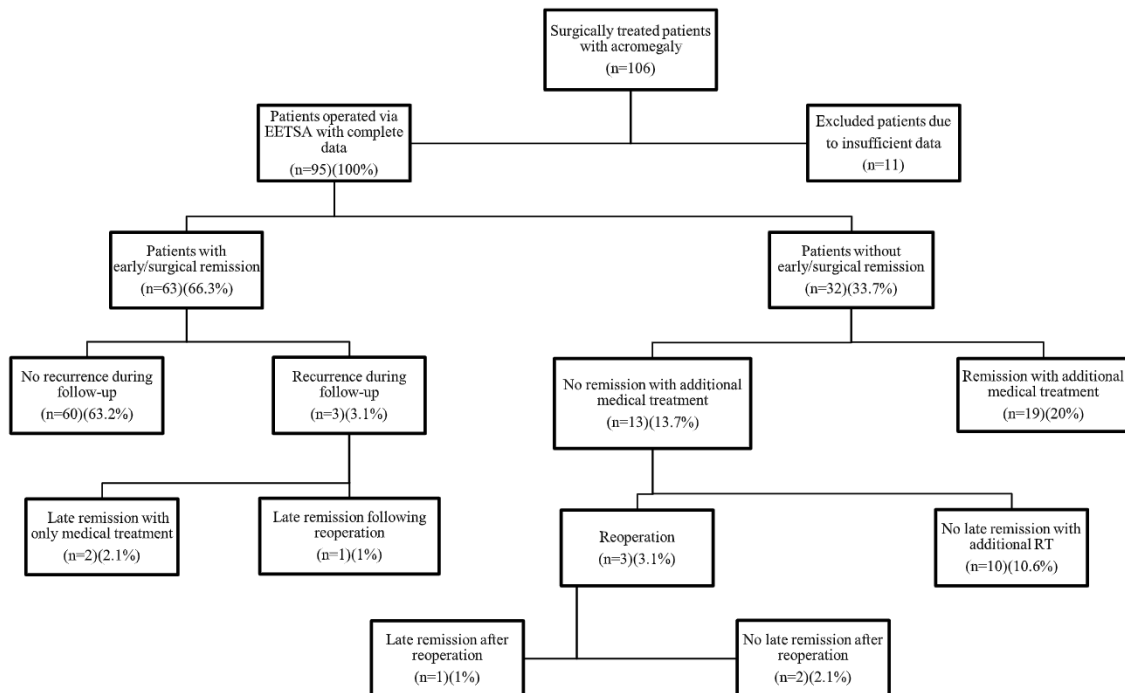 Surgically treated patients
with acromegaly
(n=106)
Patients operated via
EETSA with complete
data
(n=95)(100%)
Excluded patients due
to insufficient data
(n=11)
Patients with
early/surgical remission
(n=63)(66.3%)
Patients without
early/surgical remission
(n=32)(33.7%)
No recurrence during
follow-up
(n=60)(63.2%)
Recurrence during
follow-up
(n=3)(3.1%)
No remission with additional
medical treatment
(n=13)(13.7%)
Remission with additional
medical treatment
(n=19)(20%)
Late remission with
only medical treatment
(n=2)(2.1%)
Late remission following
reoperation
(n=1)(1%)
Reoperation
(n=3)(3.1%)
No late remission with
additional RT
(n=10)(10.6%)
Late remission after
reoperation
(n=1)(1%)
No late remission after
reoperation
(n=2)(2.1%)